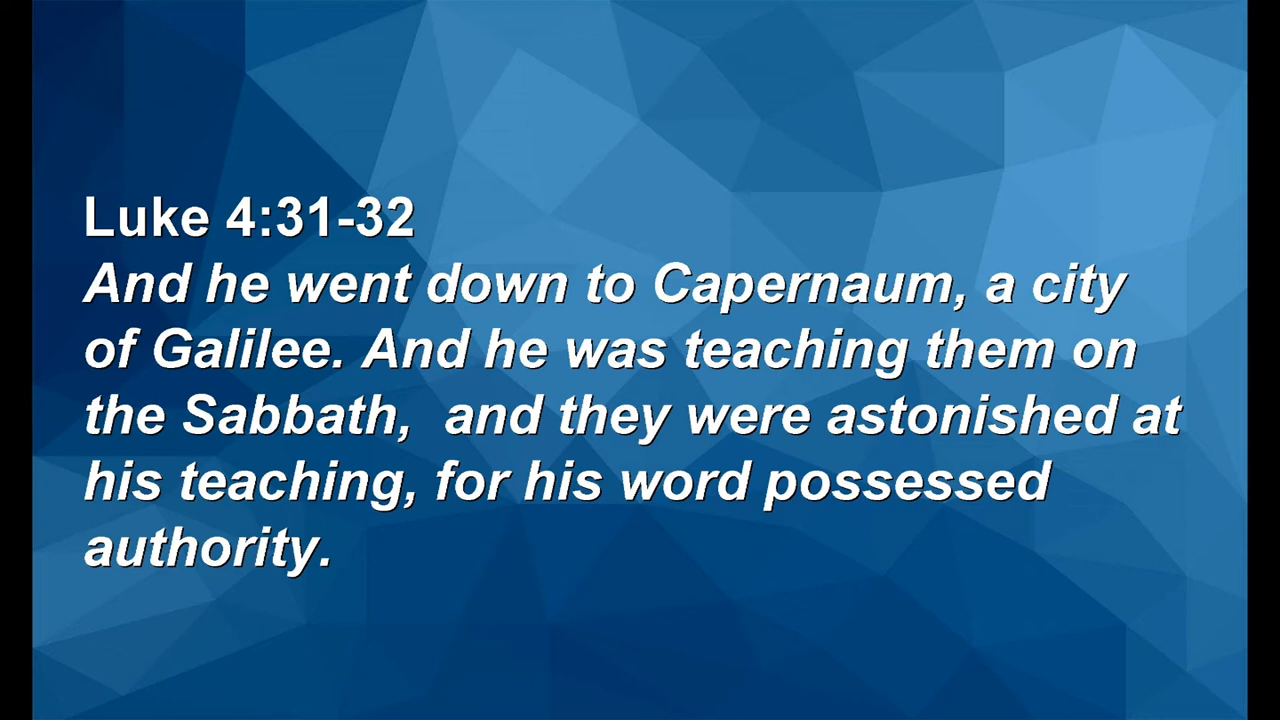 Luke 4:31-32
And he went down to Capernaum, a city
of Galilee. And he was teaching them on
the Sabbath,  and they were astonished at
his teaching, for his word possessed
authority.